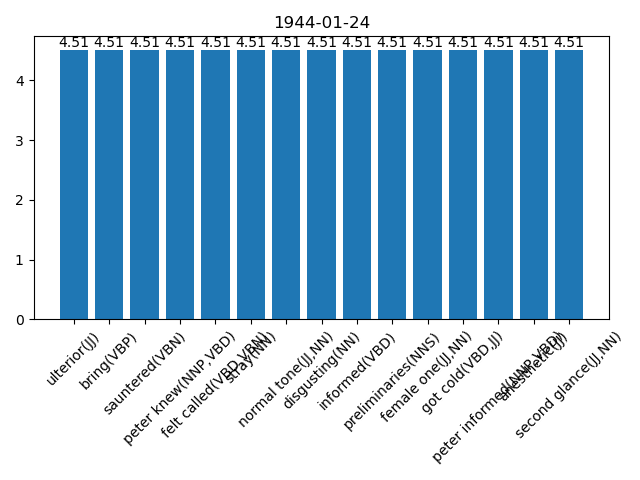 1944-01-24
4.51 4.51 4.51 4.51 4.51 4.51 4.51 4.51 4.51 4.51 4.51 4.51 4.51 4.51 4.51
4
3
2
1
0
ulterior(JJ)
bring(VBP)
sauntered(VBN)
peter knew(NNP,VBD)
felt called(VBD,VBN)
stray(NN)
normal tone(JJ,NN)
disgusting(NN)
informed(VBD)
preliminaries(NNS)
female one(JJ,NN)
got cold(VBD,JJ)
peter informed(NNP,VBD)
anesthetic(JJ)
second glance(JJ,NN)